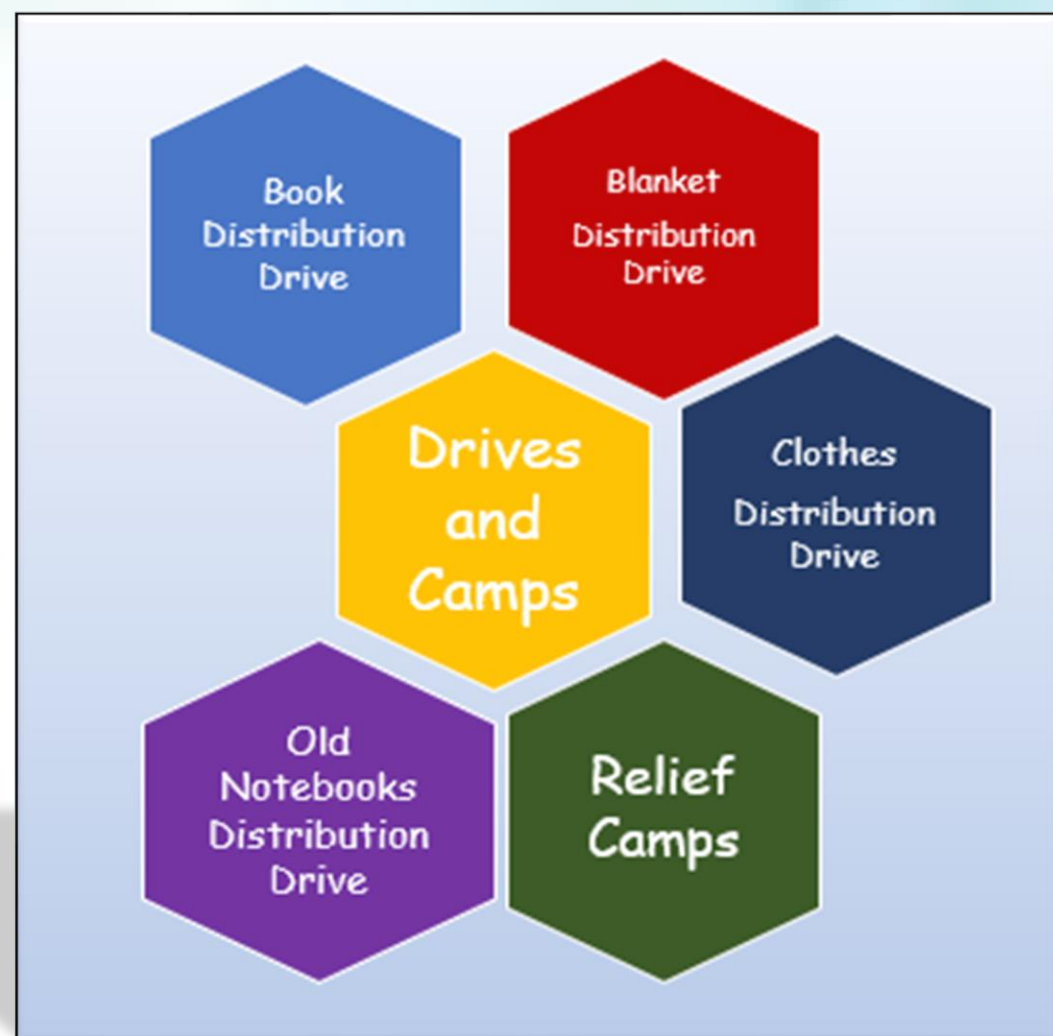 Book
Distribution
Drive
Blanket
Distribution
Drive
Drives
and
Camps
Clothes
Distribution
Drive
Old
Notebooks
Distribution
Drive
Relief
Camps